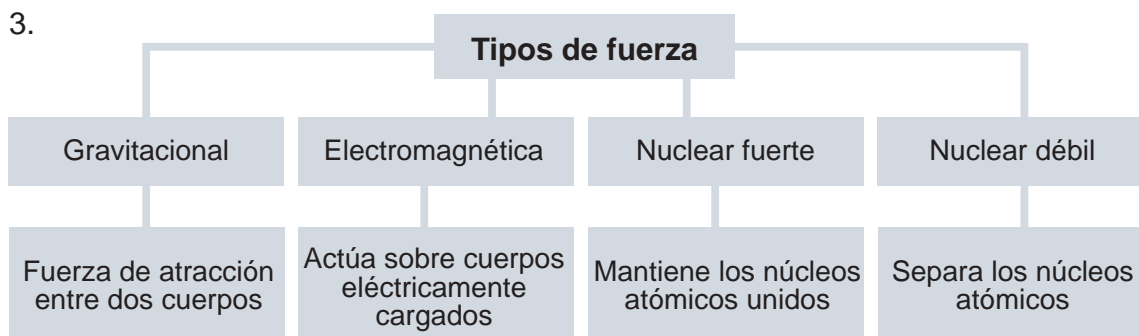 3.
Tipos de fuerza
Gravitacional
Electromagnética
Nuclear fuerte
Nuclear débil
Fuerza de atracción
entre dos cuerpos
Actúa sobre cuerpos
eléctricamente
cargados
Mantiene los núcleos
atómicos unidos
Separa los núcleos
atómicos